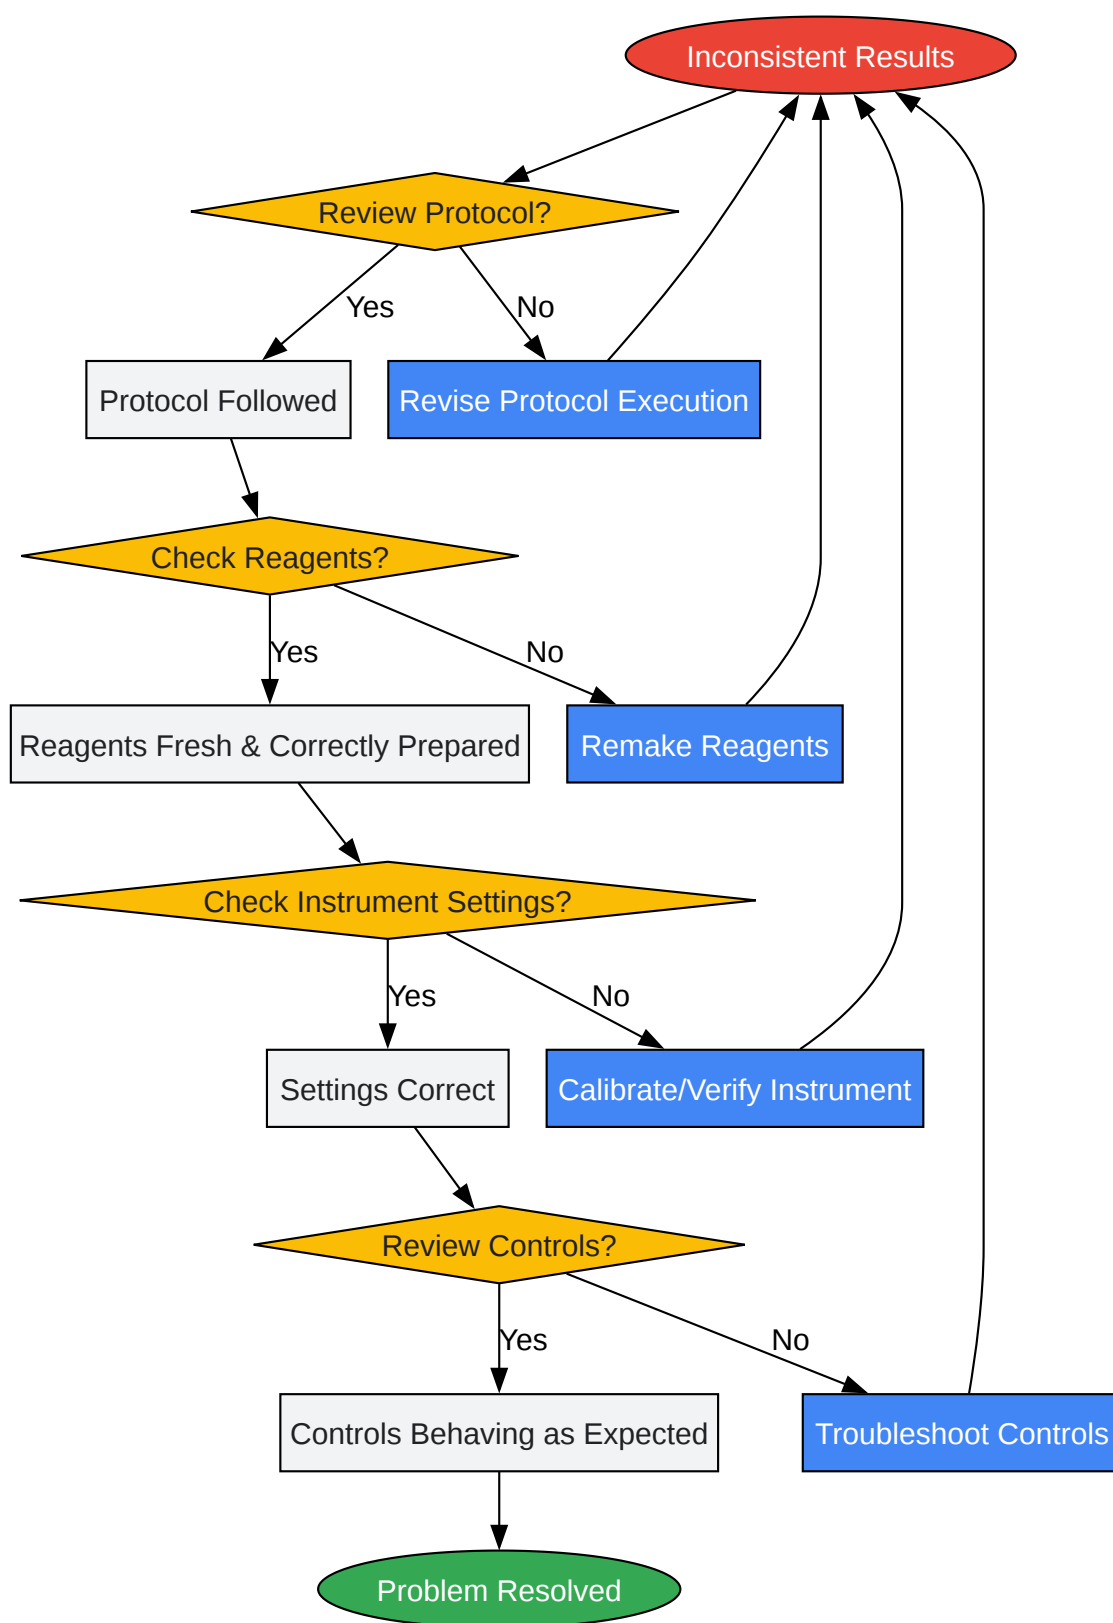 Inconsistent Results
Review Protocol?
Yes
No
Protocol Followed
Revise Protocol Execution
Check Reagents?
Yes
No
Reagents Fresh & Correctly Prepared
Remake Reagents
Check Instrument Settings?
Yes
No
Settings Correct
Calibrate/Verify Instrument
Review Controls?
Yes
No
Controls Behaving as Expected
Troubleshoot Controls
Problem Resolved